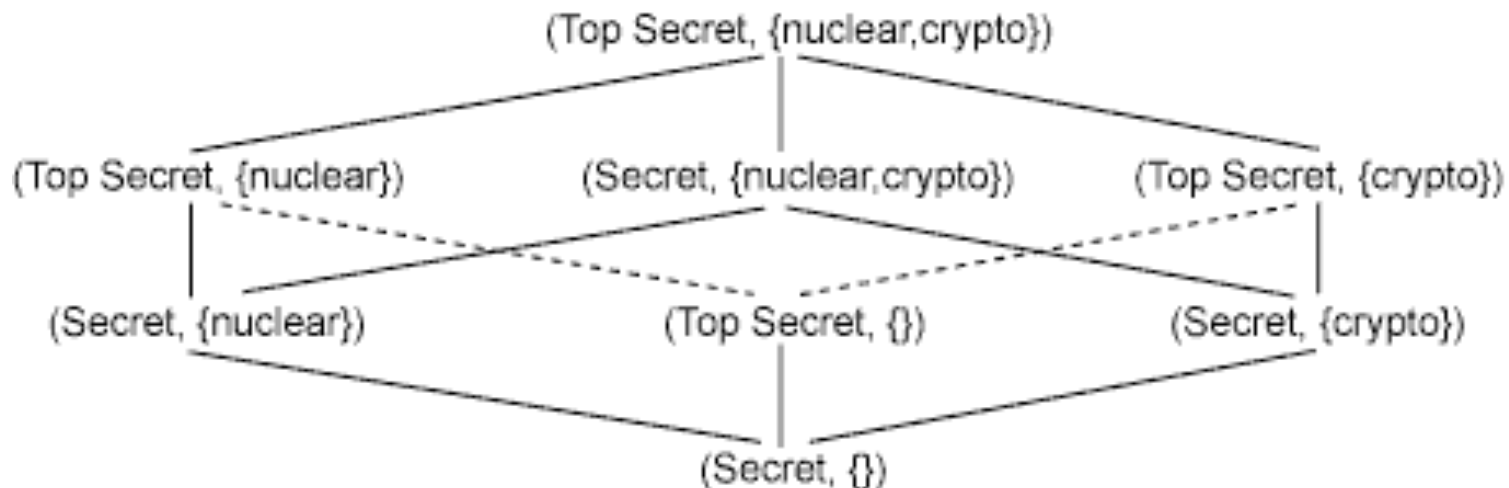 (Top Secret, {nuclear,crypto})
(Top Secret, {nuclear})
(Secret, {nuclear,crypto})
(Top Secret, {crypto})
(Secret, {nuclear})
(Top Secret, {})
(Secret, {crypto})
(Secret, {})